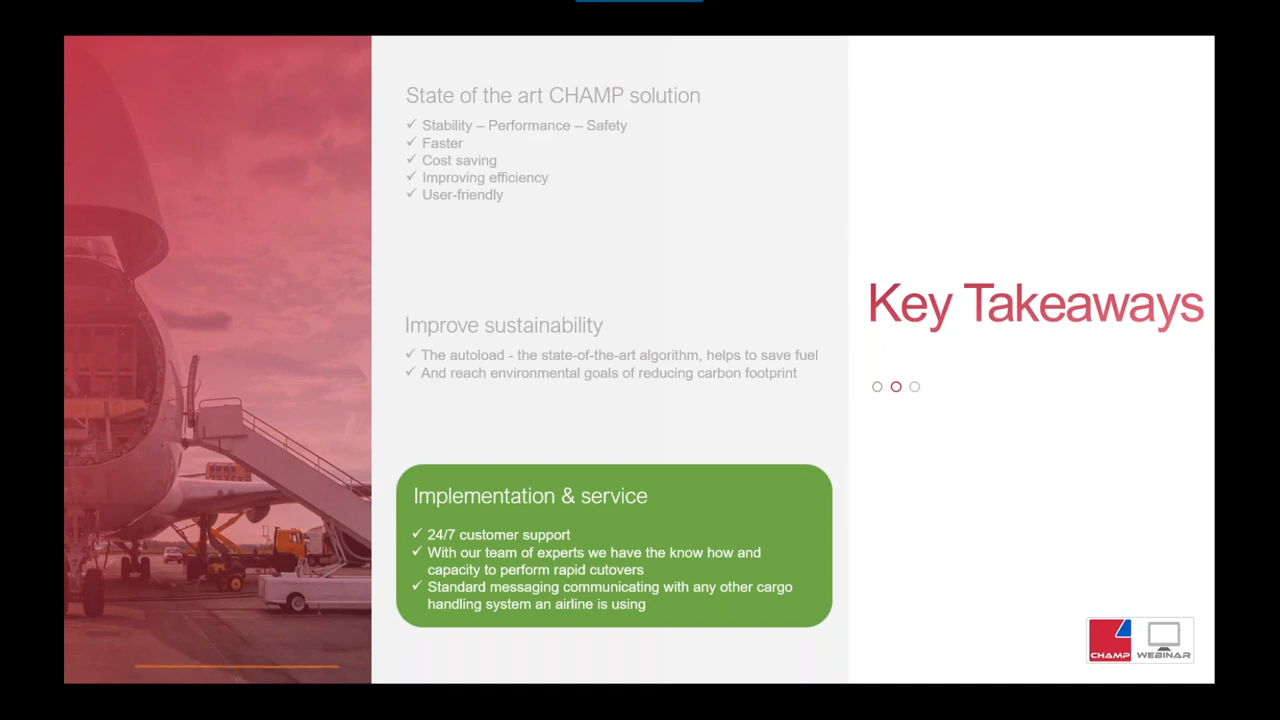 State of the art CHAMP solution
✓ Stability – Performance – Safety
✓ Faster
✓ Cost saving
✓ Improving efficiency
✓ User-friendly
Improve sustainability
✓ The autoload - the state-of-the-art algorithm, helps to save fuel
✓ And reach environmental goals of reducing carbon footprint
Implementation & service
✓ 24/7 customer support
✓ With our team of experts we have the know how and
capacity to perform rapid cutovers
✓ Standard messaging communicating with any other cargo
handling system an airline is using
Key Takeaways
CHAMP WEBINAR